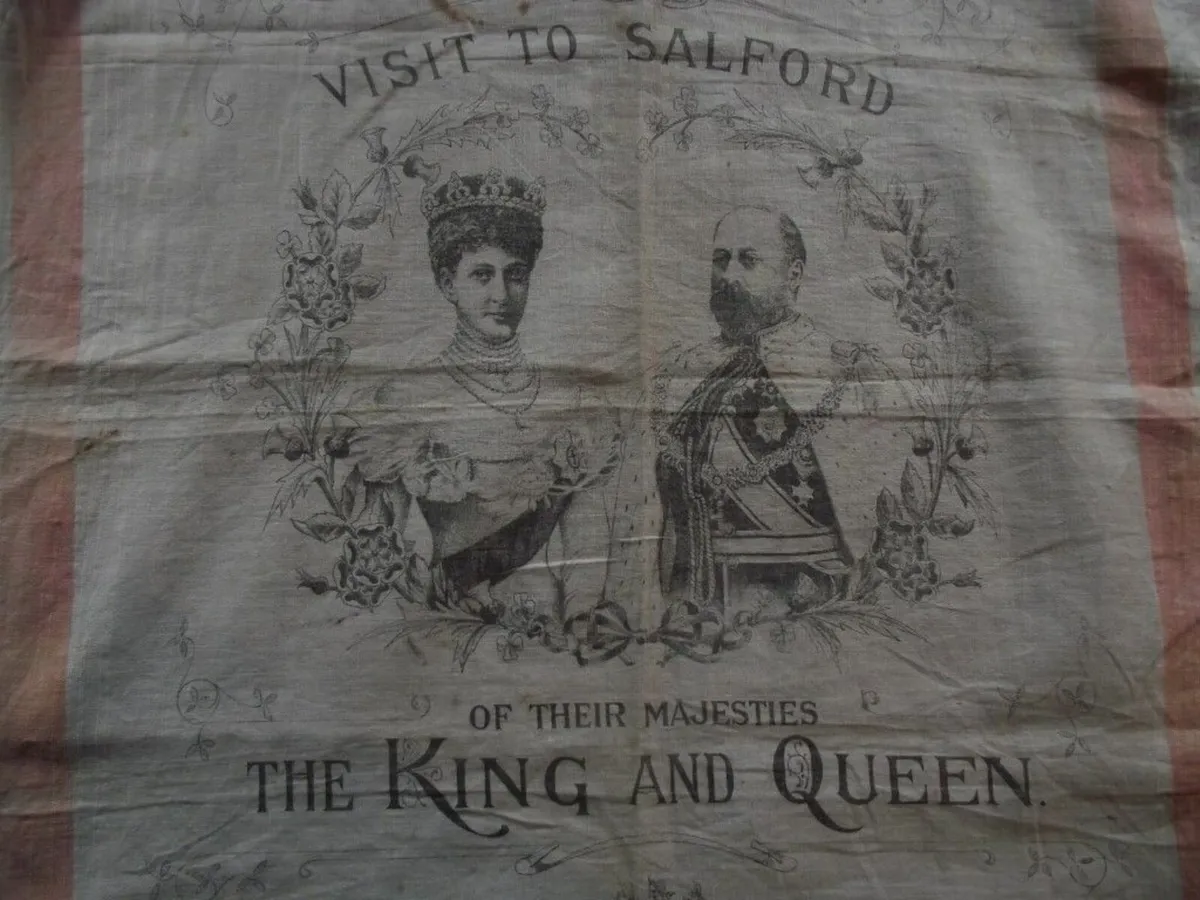 VISIT TO SALFORD
OF THEIR MAJESTIES
THE KING AND QUEEN.